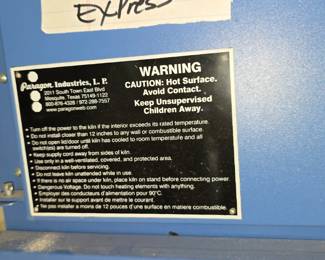 EXPRESS
Paragon Industries, L. P.
2011 South Town East Blvd
Mesquite, Texas 75149-1122
800-876-4328 / 972-288-7557
www.paragonweb.com
WARNING
CAUTION: Hot Surface.
Avoid Contact.
Keep Unsupervised
Children Away.
• Turn off the power to the kiln if the interior exceeds its rated temperature.
• Do not install closer than 12 inches to any wall or combustible surface.
• Do not open lid/door until kiln has cooled to room temperature and all
switch(es) are turned off.
• Keep supply cord away from sides of kiln.
• Use only in a well-ventilated, covered, and protected area.
• Disconnect kiln before servicing.
• Do not leave kiln unattended while in use.
• If there is no air space under kiln, place kiln on stand before connecting power.
• Dangerous Voltage. Do not touch heating elements with anything.
• Employer des conducteurs d'alimentation pour 90°C.
• Installer sur le support avant de mettre le courant.
• Ne pas installer a moins de 12 pouces d'une surface en matiere combustible.